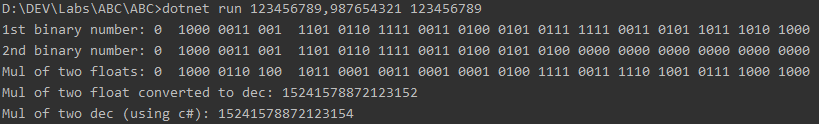 D:\DEV\Labs\ABC\ABC>dotnet run 123456789,987654321 123456789
1st binary number: 0  1000 0011 001  1101 0110 1111 0011 0100 0101 0111 1111 0011 0101 1011 1010 1000
2nd binary number: 0  1000 0011 001  1101 0110 1111 0011 0100 0101 0100 0000 0000 0000 0000 0000 0000
Mul of two floats: 0  1000 0110 100  1011 0001 0011 0001 0001 0100 1111 0011 1110 1001 0111 1000 1000
Mul of two float converted to dec: 15241578872123152
Mul of two dec (using c#): 15241578872123154